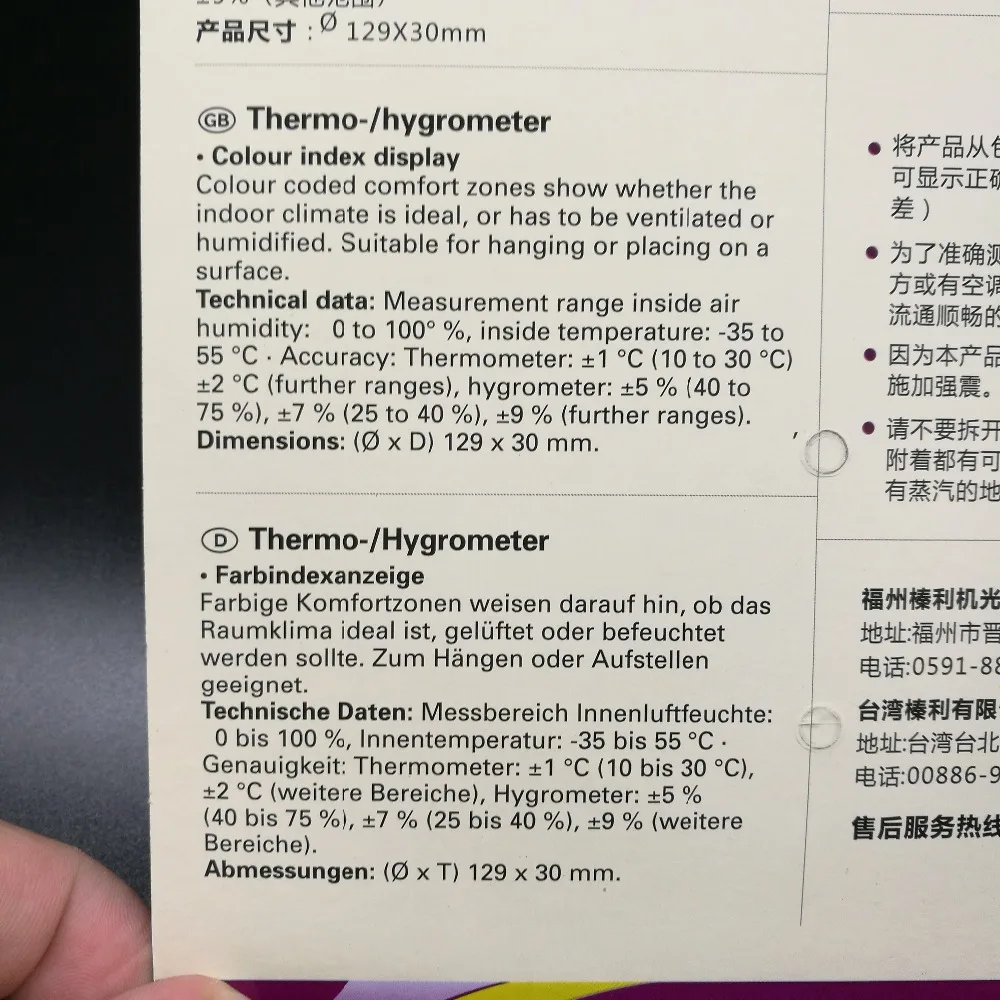 产品尺寸：Ø 129X30mm
GB Thermo-/hygrometer
• Colour index display
Colour coded comfort zones show whether the
indoor climate is ideal, or has to be ventilated or
humidified. Suitable for hanging or placing on a
surface.
Technical data: Measurement range inside air
humidity: 0 to 100° %, inside temperature: -35 to
55 °C · Accuracy: Thermometer: ±1 °C (10 to 30 °C)
±2 °C (further ranges), hygrometer: ±5 % (40 to
75 %), ±7 % (25 to 40 %), ±9 % (further ranges).
Dimensions: (Ø x D) 129 x 30 mm.
D Thermo-/Hygrometer
• Farbindexanzeige
Farbige Komfortzonen weisen darauf hin, ob das
Raumklima ideal ist, gelüftet oder befeuchtet
werden sollte. Zum Hängen oder Aufstellen
geeignet.
Technische Daten: Messbereich Innenluftfeuchte:
0 bis 100 %, Innentemperatur: -35 bis 55 °C ·
Genauigkeit: Thermometer: ±1 °C (10 bis 30 °C),
±2 °C (weitere Bereiche), Hygrometer: ±5 %
(40 bis 75 %), ±7 % (25 bis 40 %), ±9 % (weitere
Bereiche).
Abmessungen: (Ø x T) 129 x 30 mm.
• 将产品从
可显示正
差）
• 为了准确
方或有空
流通顺畅的
• 因为本产品
施加强震。
• 请不要拆开
附着都有可
有蒸汽的地
福州榛利机光
地址:福州市晋
电话:0591-88
台湾榛利有限
地址:台湾台北
电话:00886-9
售后服务热线